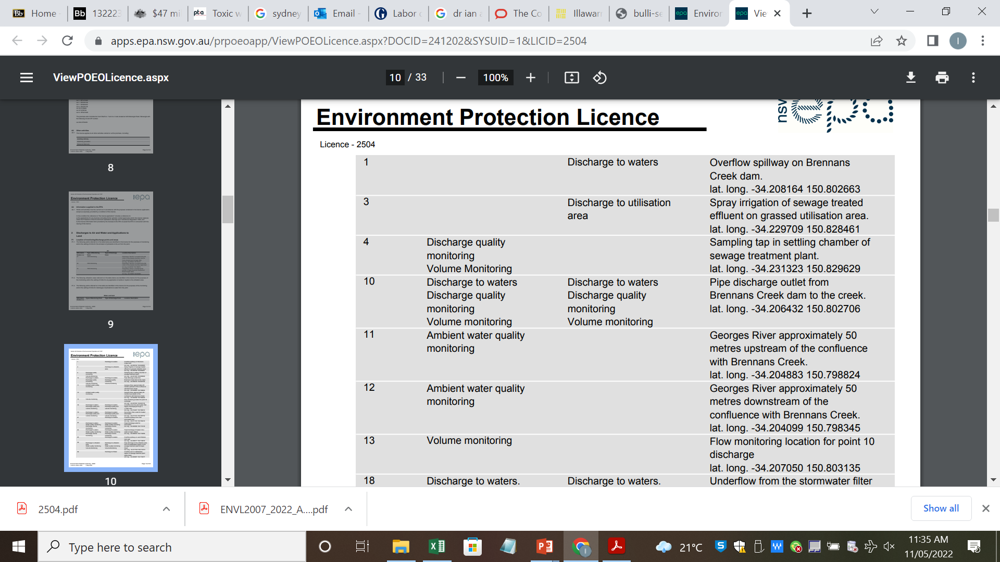 Home
132223
$47 mi
Toxic w
sydney
Email -
Labor
dr ian
The Co
Illawar
bulli-se
Enviror
Vie
apps.epa.nsw.gov.au/prpoeoapp/ViewPOEOLicence.aspx?DOCID=241202&SYSUID=1&LICID=2504
I
ViewPOEOLicence.aspx
10 / 33
100%
8
Environment Protection Licence
epa
9
Environment Protection Licence
epa
10
Environment Protection Licence
nsw epa
Licence - 2504
1 Discharge to waters Overflow spillway on Brennans
Creek dam.
lat. long. -34.208164 150.802663
3 Discharge to utilisation Spray irrigation of sewage treated
area effluent on grassed utilisation area.
lat. long. -34.229709 150.828461
4 Discharge quality Sampling tap in settling chamber of
monitoring sewage treatment plant.
Volume Monitoring lat. long. -34.231323 150.829629
10 Discharge to waters Discharge to waters Pipe discharge outlet from
Discharge quality Discharge quality Brennans Creek dam to the creek.
monitoring monitoring lat. long. -34.206432 150.802706
Volume monitoring Volume monitoring
11 Ambient water quality Georges River approximately 50
monitoring metres upstream of the confluence
with Brennans Creek.
lat. long. -34.204883 150.798824
12 Ambient water quality Georges River approximately 50
monitoring metres downstream of the
confluence with Brennans Creek.
lat. long. -34.204099 150.798345
13 Volume monitoring Flow monitoring location for point 10
discharge
lat. long. -34.207050 150.803135
18 Discharge to waters. Discharge to waters. Underflow from the stormwater filter
2504.pdf
ENVL2007_2022_A....pdf
Show all
Type here to search
21°C
11:35 AM
11/05/2022